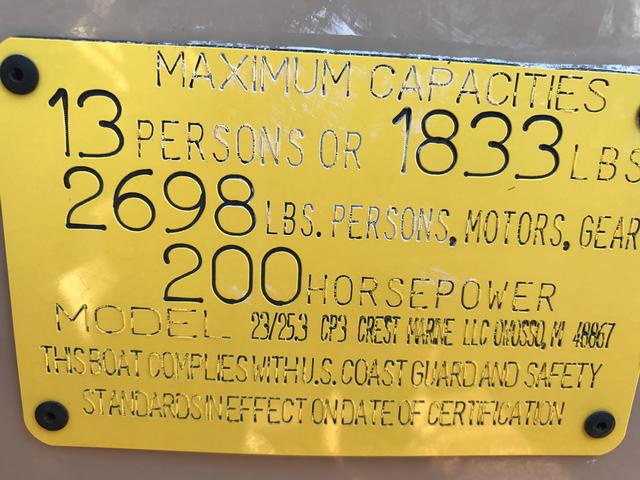 MAXIMUM CAPACITIES
13 PERSONS OR 1833 LBS
2698 LBS. PERSONS, MOTORS, GEAR
200 HORSEPOWER
MODEL 23/25.3 CP3 CREST MARINE LLC OWOSSO, MI 48867
THIS BOAT COMPLIES WITH U.S. COAST GUARD AND SAFETY
STANDARDS IN EFFECT ON DATE OF CERTIFICATION